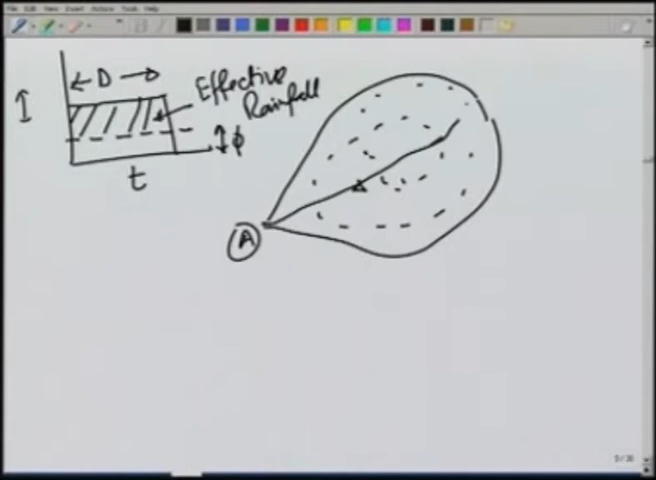 ← D →
I
Effective
Rainfall
ϕ
t
A